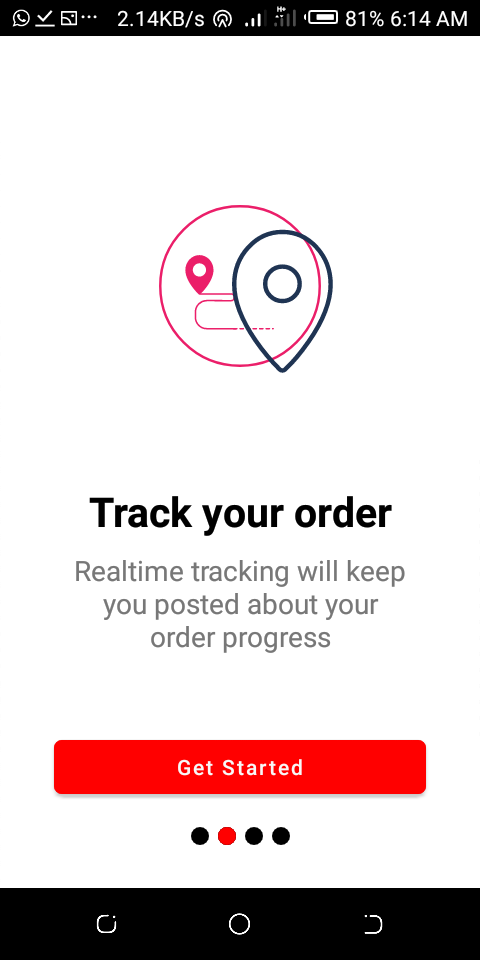 2.14KB/s H+ 81% 6:14 AM
Track your order
Realtime tracking will keep
you posted about your
order progress
Get Started